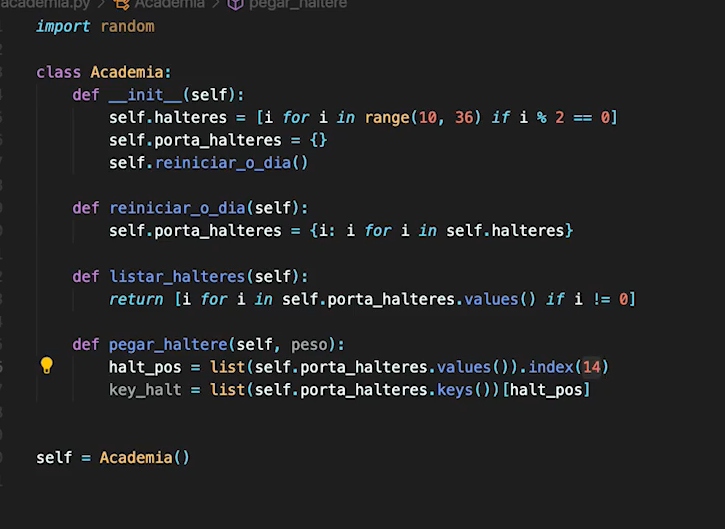 academia.py > Academia > pegar_haltere
import random
class Academia:
def __init__(self):
self.halteres = [i for i in range(10, 36) if i % 2 == 0]
self.porta_halteres = {}
self.reiniciar_o_dia()
def reiniciar_o_dia(self):
self.porta_halteres = {i: i for i in self.halteres}
def listar_halteres(self):
return [i for i in self.porta_halteres.values() if i != 0]
def pegar_haltere(self, peso):
halt_pos = list(self.porta_halteres.values()).index(14)
key_halt = list(self.porta_halteres.keys())[halt_pos]
self = Academia()